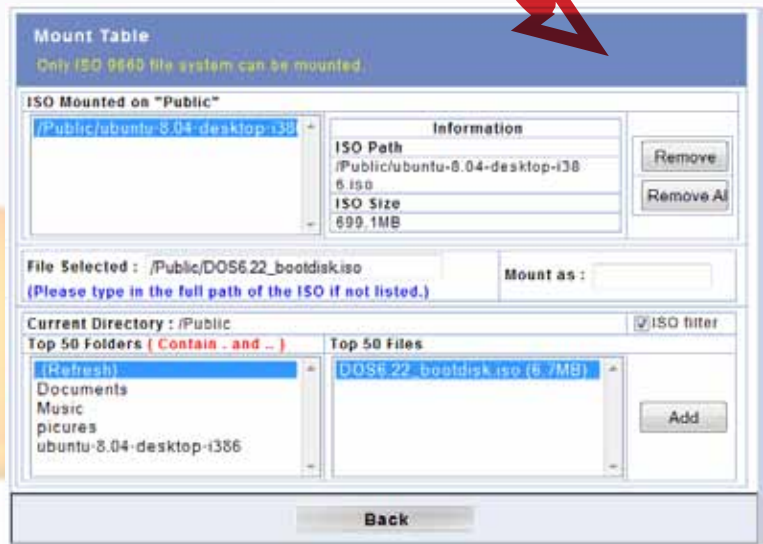 Mount Table
Only ISO 9660 file system can be mounted.
ISO Mounted on "Public"
/Public/ubuntu-8.04-desktop-i38
Information
ISO Path
/Public/ubuntu-8.04-desktop-i38
6.iso
ISO Size
699.1MB
Remove
Remove Al
File Selected : /Public/DOS6.22_bootdisk.iso
Mount as :
(Please type in the full path of the ISO if not listed.)
Current Directory : /Public
ISO filter
Top 50 Folders ( Contain . and .. )
Top 50 Files
.(Refresh)
Documents
Music
picures
ubuntu-8.04-desktop-i386
DOS6.22_bootdisk.iso (6.7MB)
Add
Back